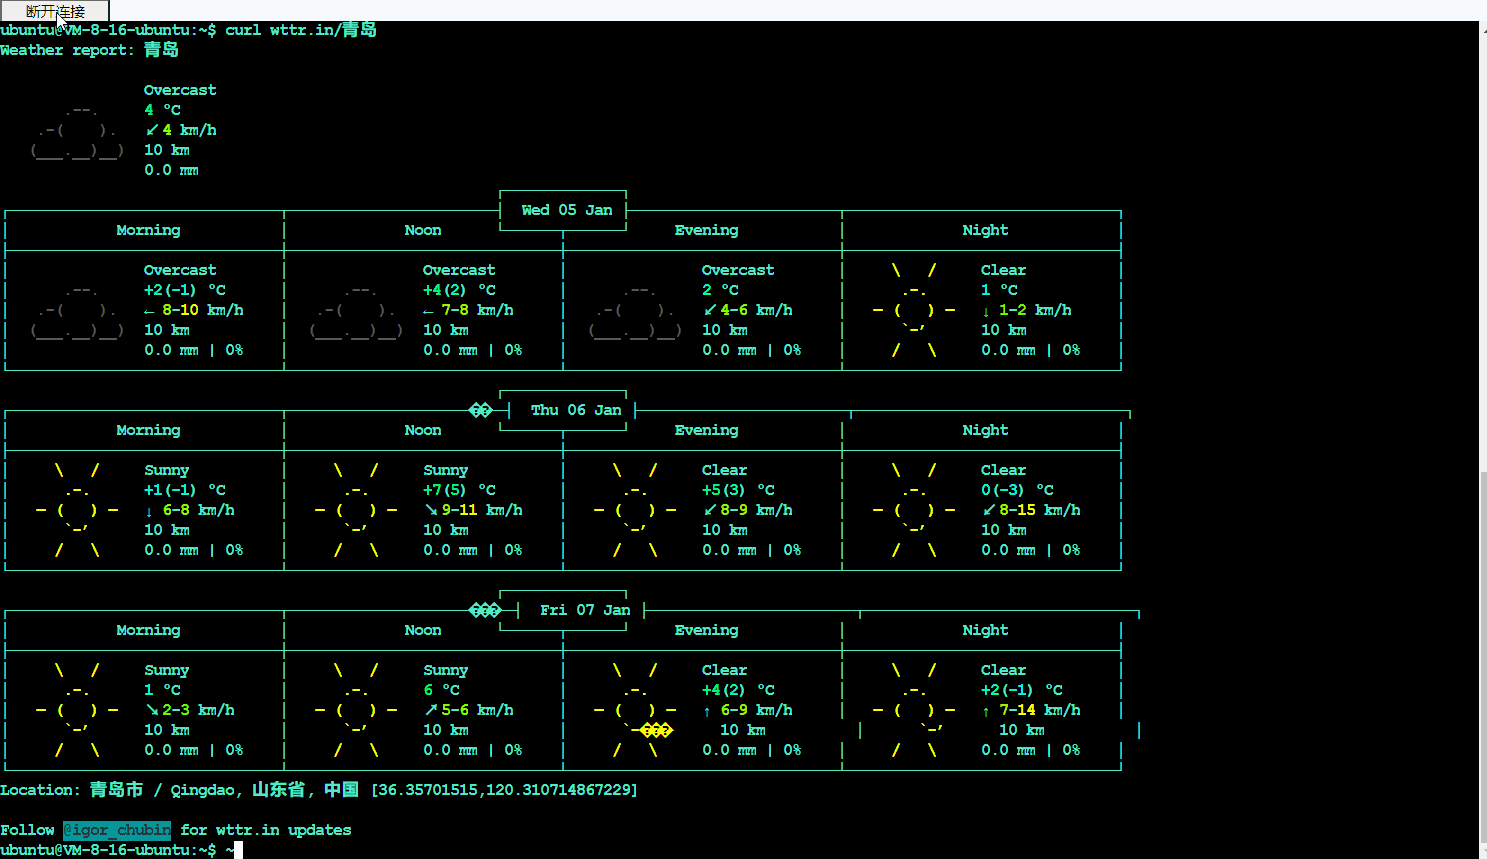 断开连接
ubuntu@VM-8-16-ubuntu:~$ curl wttr.in/青岛
Weather report: 青岛
Overcast
4 °C
↙ 4 km/h
10 km
0.0 mm
Wed 05 Jan
Morning Noon Evening Night
Overcast Overcast Overcast Clear
+2(-1) °C +4(2) °C 2 °C 1 °C
← 8-10 km/h ← 7-8 km/h ↙ 4-6 km/h ↓ 1-2 km/h
10 km 10 km 10 km 10 km
0.0 mm | 0% 0.0 mm | 0% 0.0 mm | 0% 0.0 mm | 0%
Thu 06 Jan
Morning Noon Evening Night
Sunny Sunny Clear Clear
+1(-1) °C +7(5) °C +5(3) °C 0(-3) °C
↓ 6-8 km/h ↘ 9-11 km/h ↙ 8-9 km/h ↙ 8-15 km/h
10 km 10 km 10 km 10 km
0.0 mm | 0% 0.0 mm | 0% 0.0 mm | 0% 0.0 mm | 0%
Fri 07 Jan
Morning Noon Evening Night
Sunny Sunny Clear Clear
1 °C 6 °C +4(2) °C +2(-1) °C
↘ 2-3 km/h ↗ 5-6 km/h ↑ 6-9 km/h ↑ 7-14 km/h
10 km 10 km 10 km 10 km
0.0 mm | 0% 0.0 mm | 0% 0.0 mm | 0% 0.0 mm | 0%
Location: 青岛市 / Qingdao, 山东省, 中国 [36.35701515,120.310714867229]
Follow @igor_chubin for wttr.in updates
ubuntu@VM-8-16-ubuntu:~$ ~